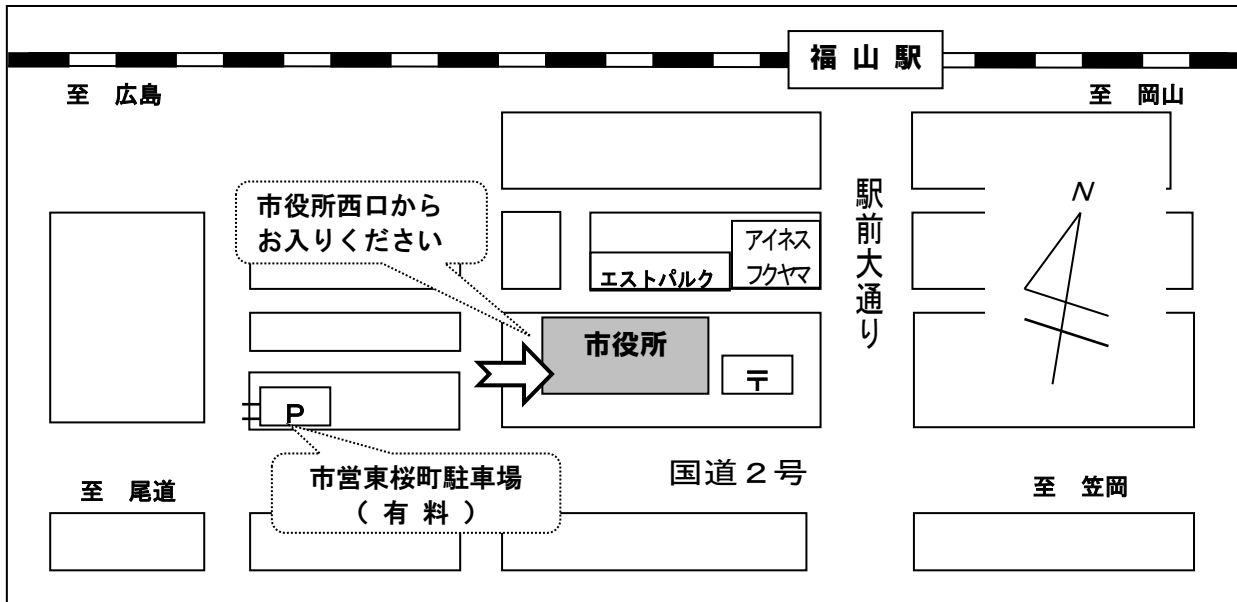 福 山 駅
至 広島
至 岡山
市役所西口から
お入りください
駅前大通り
N
アイネス
フクヤマ
エストパルク
市役所
〒
P
市営東桜町駐車場
( 有 料 )
国道2号
至 尾道
至 笠岡